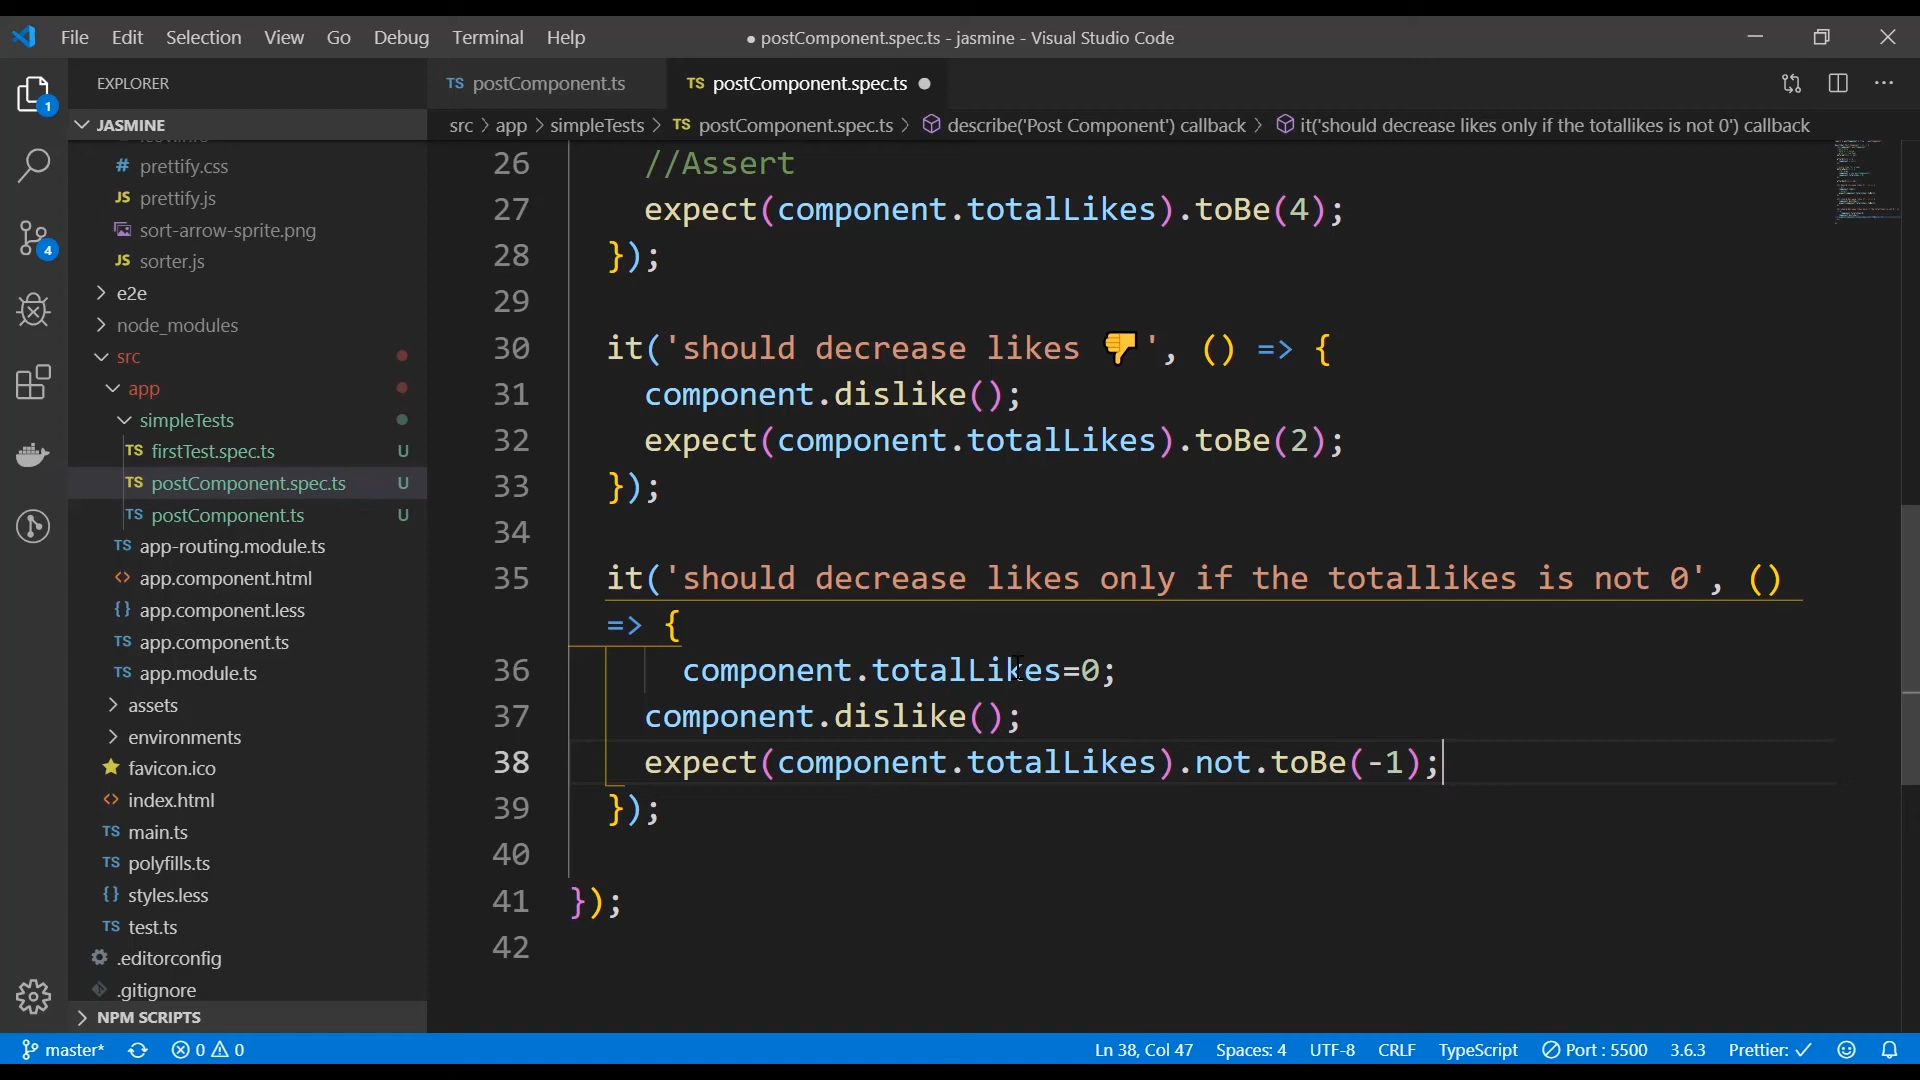 File Edit Selection View Go Debug Terminal Help
● postComponent.spec.ts - jasmine - Visual Studio Code
EXPLORER
TS postComponent.ts
TS postComponent.spec.ts ●
JASMINE
src > app > simpleTests > TS postComponent.spec.ts > describe('Post Component') callback > it('should decrease likes only if the totallikes is not 0') callback
1
4
# prettify.css
JS prettify.js
sort-arrow-sprite.png
JS sorter.js
e2e
node_modules
src
app
simpleTests
TS firstTest.spec.ts U
TS postComponent.spec.ts U
TS postComponent.ts U
TS app-routing.module.ts
<> app.component.html
{} app.component.less
TS app.component.ts
TS app.module.ts
assets
environments
favicon.ico
<> index.html
TS main.ts
TS polyfills.ts
{} styles.less
TS test.ts
.editorconfig
.gitignore
NPM SCRIPTS
26 //Assert
27 expect(component.totalLikes).toBe(4);
28 });
29
30 it('should decrease likes 👎', () => {
31 component.dislike();
32 expect(component.totalLikes).toBe(2);
33 });
34
35 it('should decrease likes only if the totallikes is not 0', ()
=> {
36 component.totalLikes=0;
37 component.dislike();
38 expect(component.totalLikes).not.toBe(-1);
39 });
40
41 });
42
master* 0 0 Ln 38, Col 47 Spaces: 4 UTF-8 CRLF TypeScript Port : 5500 3.6.3 Prettier: ✓